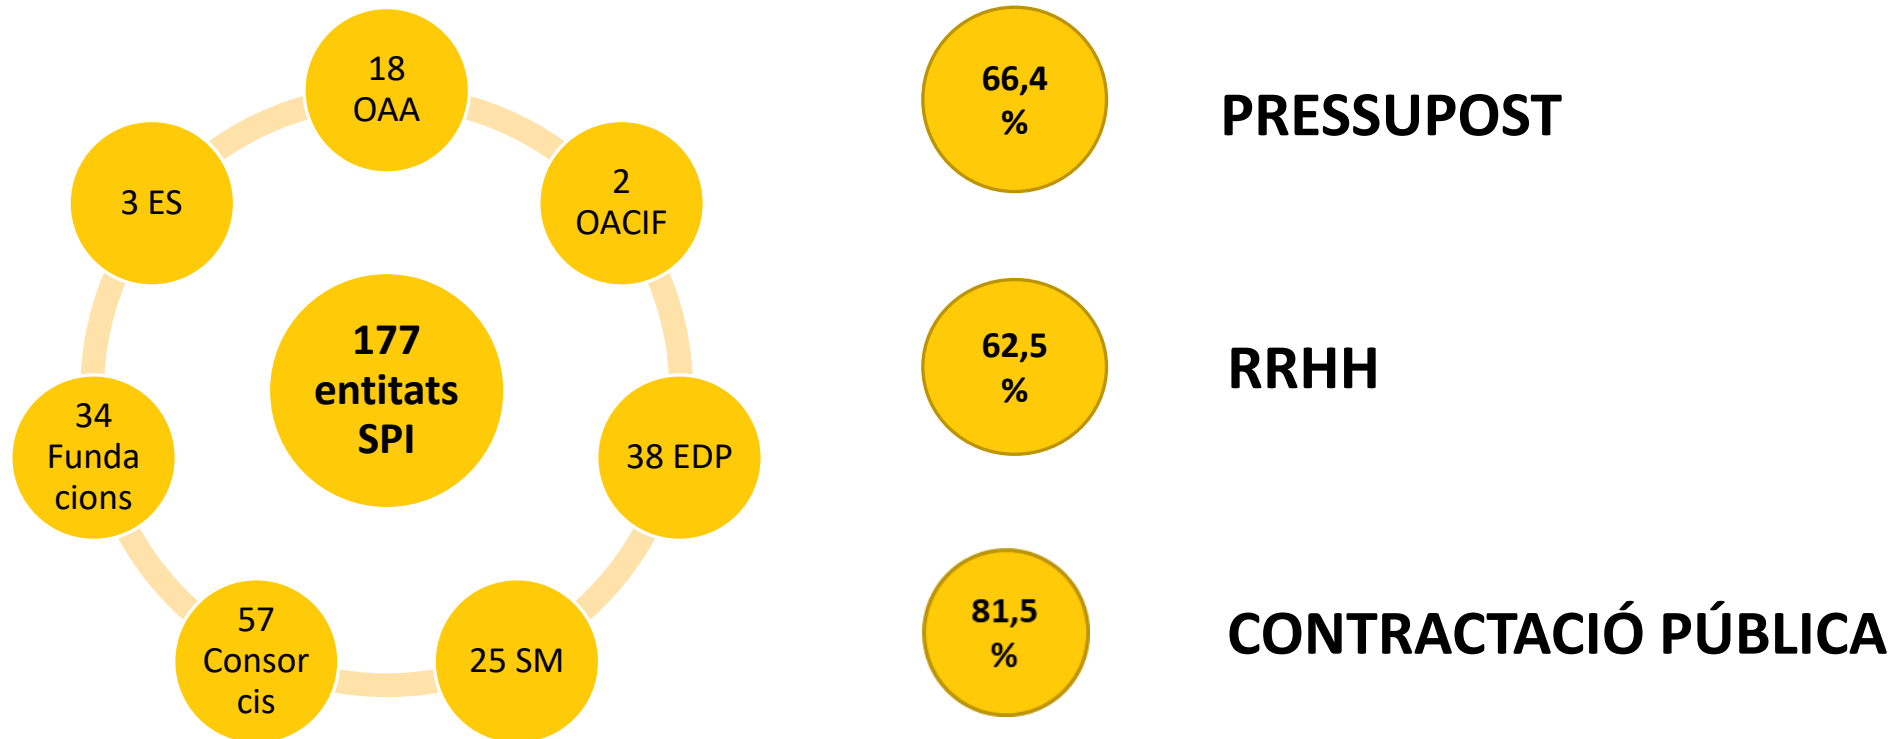 18
OAA
2
OACIF
38 EDP
25 SM
57
Consor
cis
34
Funda
cions
3 ES
177
entitats
SPI
66,4
%
PRESSUPOST
62,5
%
RRHH
81,5
%
CONTRACTACIÓ PÚBLICA